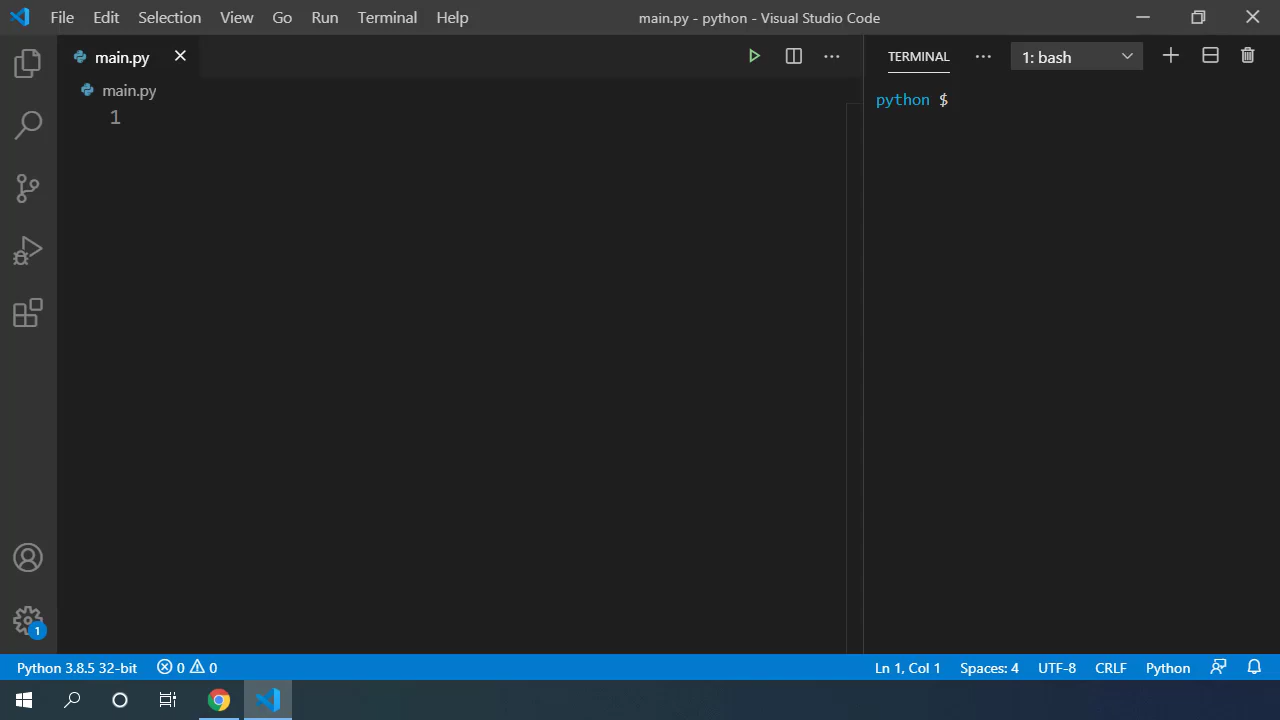 File Edit Selection View Go Run Terminal Help
main.py - python - Visual Studio Code
main.py
TERMINAL
1: bash
main.py
python $
1
1
Python 3.8.5 32-bit
0 0
Ln 1, Col 1
Spaces: 4
UTF-8
CRLF
Python